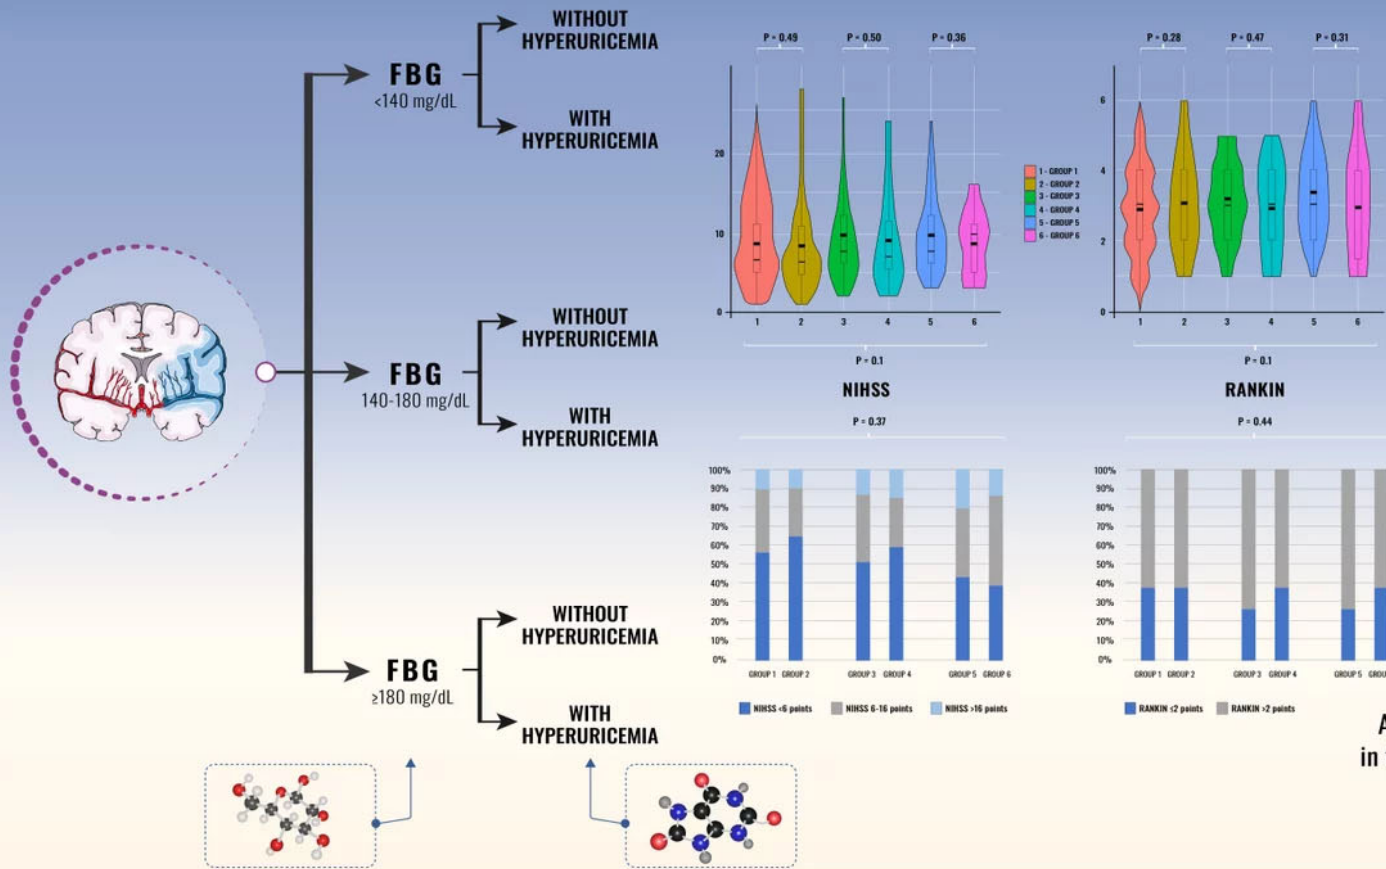 WITHOUT
HYPERURICEMIA
FBG
<140 mg/dL
WITH
HYPERURICEMIA
WITHOUT
HYPERURICEMIA
FBG
140-180 mg/dL
WITH
HYPERURICEMIA
WITHOUT
HYPERURICEMIA
FBG
≥180 mg/dL
WITH
HYPERURICEMIA
P = 0.49 P = 0.50 P = 0.36
20
10
0
1 2 3 4 5 6
P = 0.1
NIHSS
1 - GROUP 1
2 - GROUP 2
3 - GROUP 3
4 - GROUP 4
5 - GROUP 5
6 - GROUP 6
P = 0.28 P = 0.47 P = 0.31
6
4
2
0
1 2 3 4 5 6
P = 0.1
RANKIN
P = 0.37
100%
90%
80%
70%
60%
50%
40%
30%
20%
10%
0%
GROUP 1 GROUP 2 GROUP 3 GROUP 4 GROUP 5 GROUP 6
NIHSS <6 points NIHSS 6-16 points NIHSS >16 points
P = 0.44
100%
90%
80%
70%
60%
50%
40%
30%
20%
10%
0%
GROUP 1 GROUP 2 GROUP 3 GROUP 4 GROUP 5
RANKIN ≤2 points RANKIN >2 points
in